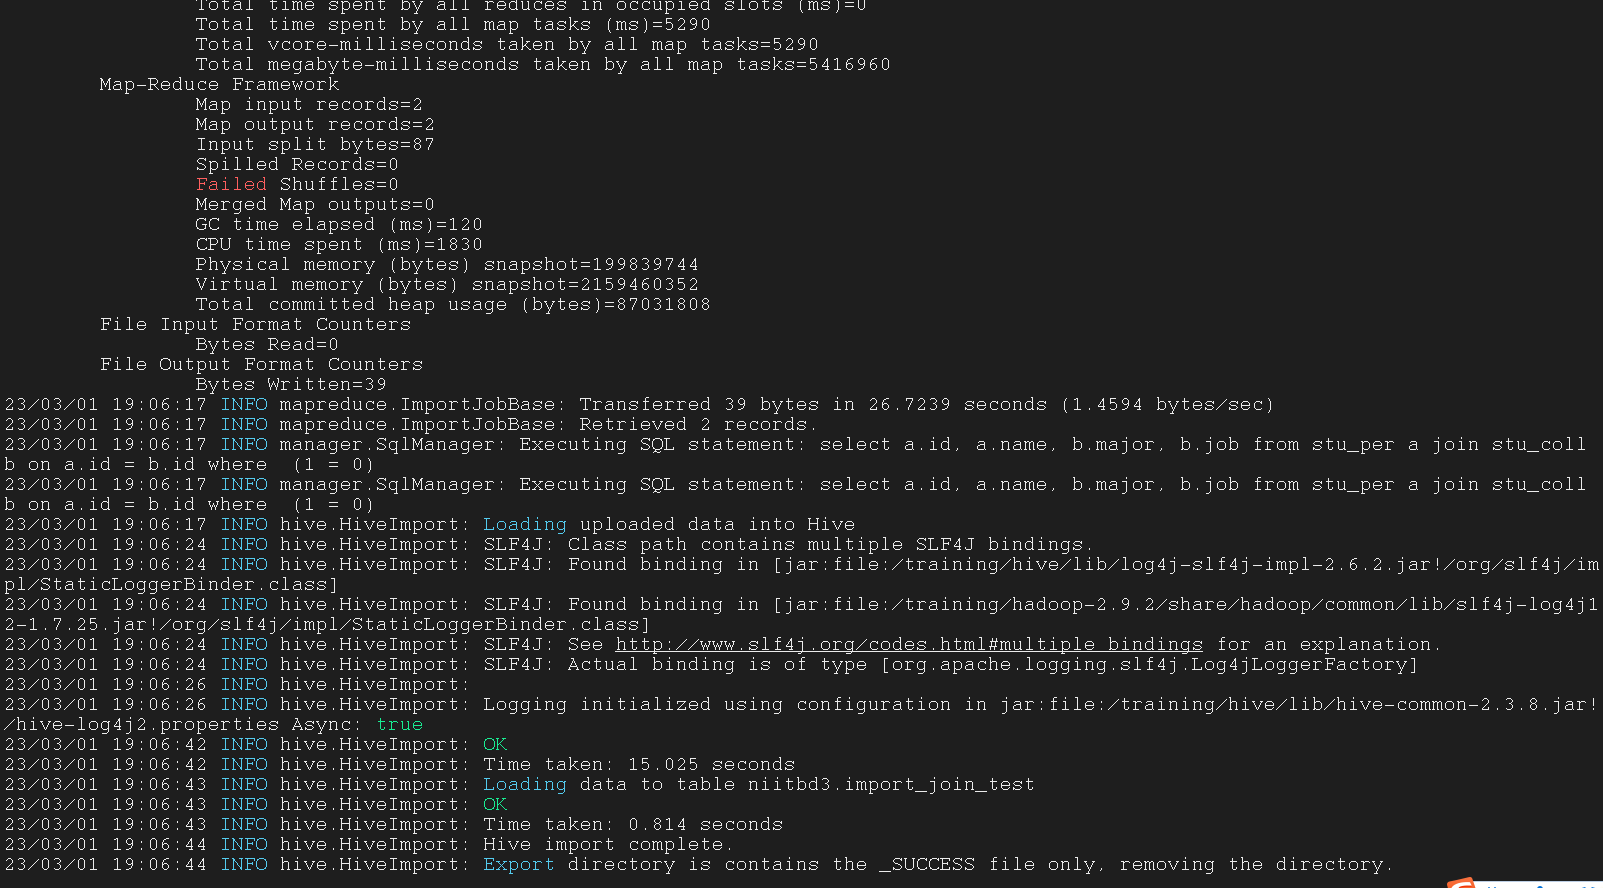 Total time spent by all reduces in occupied slots (ms)=0
Total time spent by all map tasks (ms)=5290
Total vcore-milliseconds taken by all map tasks=5290
Total megabyte-milliseconds taken by all map tasks=5416960
Map-Reduce Framework
Map input records=2
Map output records=2
Input split bytes=87
Spilled Records=0
Failed Shuffles=0
Merged Map outputs=0
GC time elapsed (ms)=120
CPU time spent (ms)=1830
Physical memory (bytes) snapshot=199839744
Virtual memory (bytes) snapshot=2159460352
Total committed heap usage (bytes)=87031808
File Input Format Counters
Bytes Read=0
File Output Format Counters
Bytes Written=39
23/03/01 19:06:17 INFO mapreduce.ImportJobBase: Transferred 39 bytes in 26.7239 seconds (1.4594 bytes/sec)
23/03/01 19:06:17 INFO mapreduce.ImportJobBase: Retrieved 2 records.
23/03/01 19:06:17 INFO manager.SqlManager: Executing SQL statement: select a.id, a.name, b.major, b.job from stu_per a join stu_coll
b on a.id = b.id where  (1 = 0)
23/03/01 19:06:17 INFO manager.SqlManager: Executing SQL statement: select a.id, a.name, b.major, b.job from stu_per a join stu_coll
b on a.id = b.id where  (1 = 0)
23/03/01 19:06:17 INFO hive.HiveImport: Loading uploaded data into Hive
23/03/01 19:06:24 INFO hive.HiveImport: SLF4J: Class path contains multiple SLF4J bindings.
23/03/01 19:06:24 INFO hive.HiveImport: SLF4J: Found binding in [jar:file:/training/hive/lib/log4j-slf4j-impl-2.6.2.jar!/org/slf4j/im
pl/StaticLoggerBinder.class]
23/03/01 19:06:24 INFO hive.HiveImport: SLF4J: Found binding in [jar:file:/training/hadoop-2.9.2/share/hadoop/common/lib/slf4j-log4j1
2-1.7.25.jar!/org/slf4j/impl/StaticLoggerBinder.class]
23/03/01 19:06:24 INFO hive.HiveImport: SLF4J: See http://www.slf4j.org/codes.html#multiple_bindings for an explanation.
23/03/01 19:06:24 INFO hive.HiveImport: SLF4J: Actual binding is of type [org.apache.logging.slf4j.Log4jLoggerFactory]
23/03/01 19:06:26 INFO hive.HiveImport:
23/03/01 19:06:26 INFO hive.HiveImport: Logging initialized using configuration in jar:file:/training/hive/lib/hive-common-2.3.8.jar!
/hive-log4j2.properties Async: true
23/03/01 19:06:42 INFO hive.HiveImport: OK
23/03/01 19:06:42 INFO hive.HiveImport: Time taken: 15.025 seconds
23/03/01 19:06:43 INFO hive.HiveImport: Loading data to table niitbd3.import_join_test
23/03/01 19:06:43 INFO hive.HiveImport: OK
23/03/01 19:06:43 INFO hive.HiveImport: Time taken: 0.814 seconds
23/03/01 19:06:44 INFO hive.HiveImport: Hive import complete.
23/03/01 19:06:44 INFO hive.HiveImport: Export directory is contains the _SUCCESS file only, removing the directory.